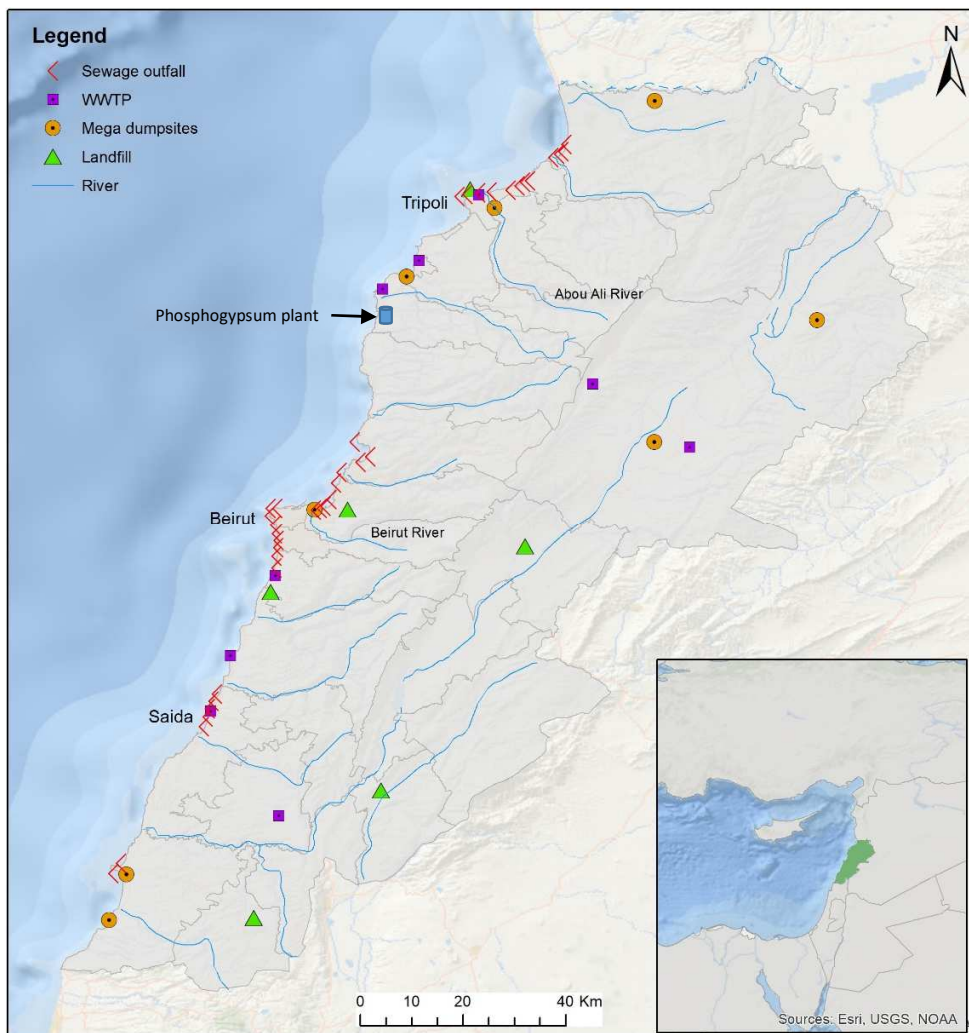 Legend
Sewage outfall
WWTP
Mega dumpsites
Landfill
River
N
Tripoli
Abou Ali River
Phosphogypsum plant
Beirut
Beirut River
Saida
0 10 20 40 Km
Sources: Esri, USGS, NOAA